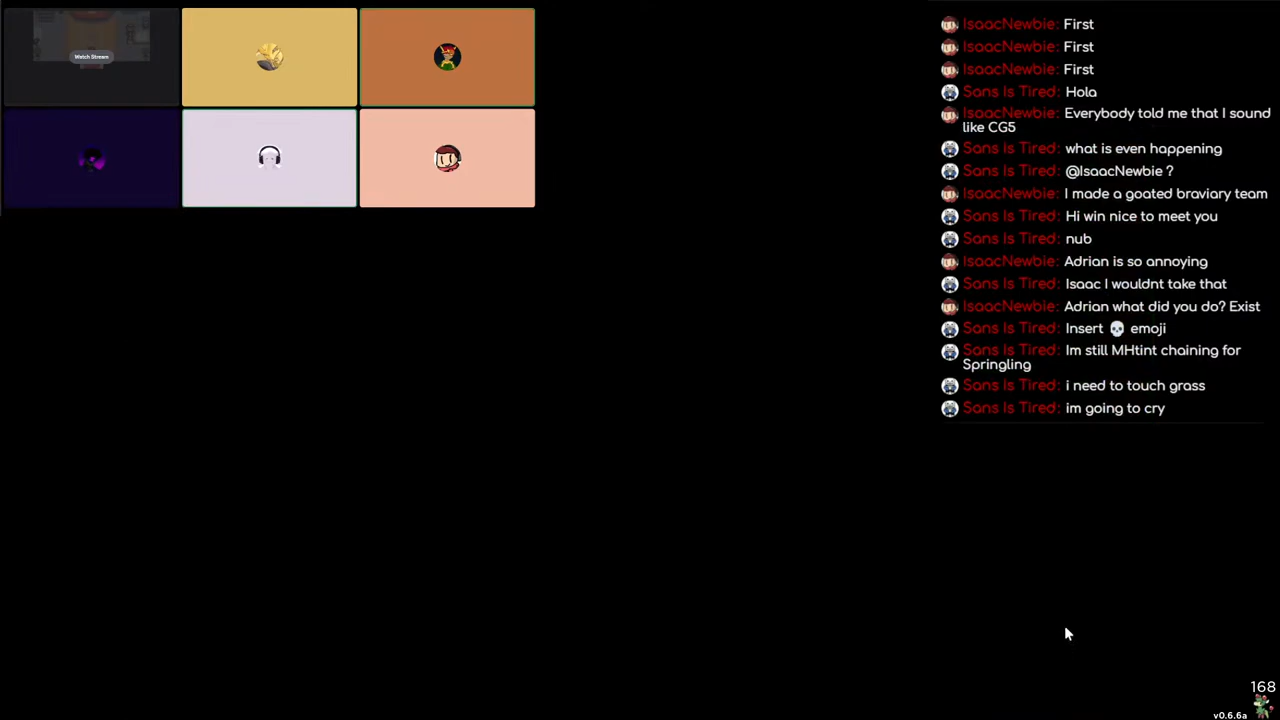 Watch Stream
IsaacNewbie: First
IsaacNewbie: First
IsaacNewbie: First
Sans Is Tired: Hola
IsaacNewbie: Everybody told me that I sound
like CG5
Sans Is Tired: what is even happening
Sans Is Tired: @IsaacNewbie ?
IsaacNewbie: I made a goated braviary team
Sans Is Tired: Hi win nice to meet you
Sans Is Tired: nub
IsaacNewbie: Adrian is so annoying
Sans Is Tired: Isaac I wouldnt take that
IsaacNewbie: Adrian what did you do? Exist
Sans Is Tired: Insert 💀 emoji
Sans Is Tired: Im still MHtint chaining for
Springling
Sans Is Tired: i need to touch grass
Sans Is Tired: im going to cry
168
v0.6.6a